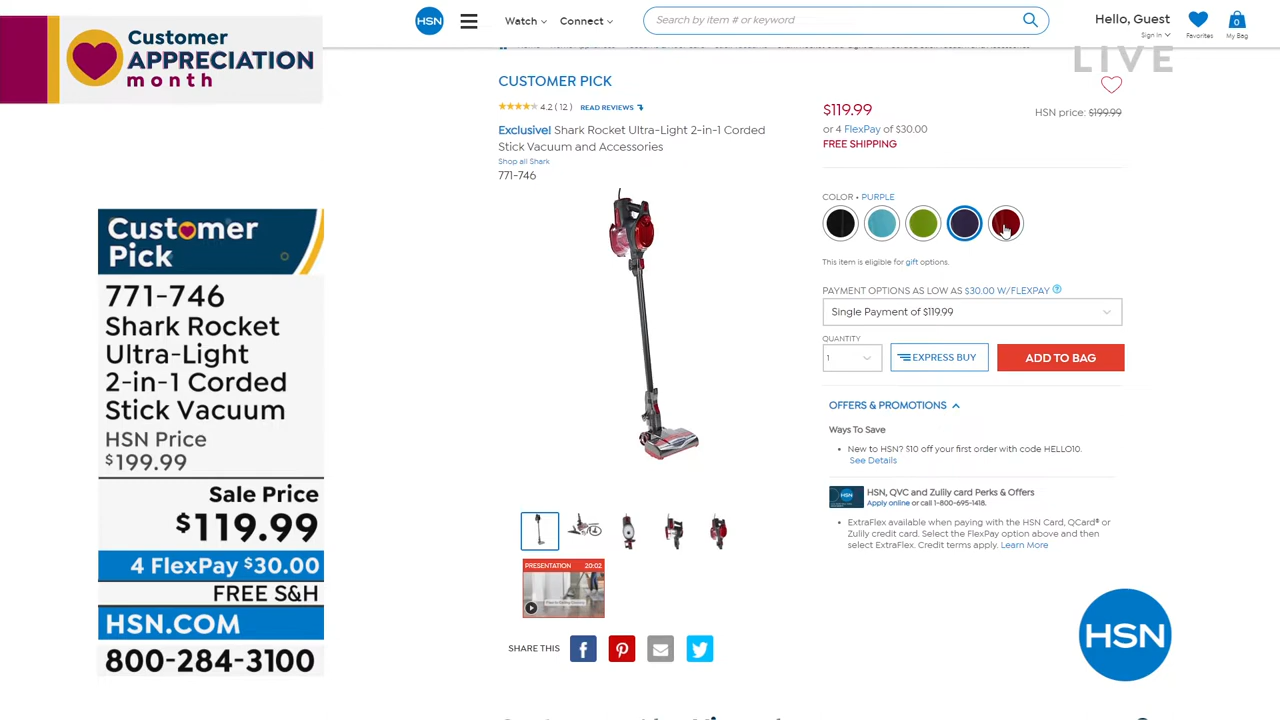 Customer
APPRECIATION
month
HSN
Watch
Connect
Search by item # or keyword
Hello, Guest
Sign In
Favorites
0
My Bag
LIVE
CUSTOMER PICK
4.2 ( 12 ) READ REVIEWS
Exclusive! Shark Rocket Ultra-Light 2-in-1 Corded
Stick Vacuum and Accessories
Shop all Shark
771-746
$119.99
HSN price: $199.99
or 4 FlexPay of $30.00
FREE SHIPPING
COLOR • PURPLE
This item is eligible for gift options.
PAYMENT OPTIONS AS LOW AS $30.00 W/FLEXPAY ?
Single Payment of $119.99
QUANTITY
1
EXPRESS BUY
ADD TO BAG
OFFERS & PROMOTIONS
Ways To Save
• New to HSN? $10 off your first order with code HELLO10.
See Details
HSN
HSN, QVC and Zulily card Perks & Offers
Apply online or call 1-800-695-1418.
• ExtraFlex available when paying with the HSN Card, QCard® or
Zulily credit card. Select the FlexPay option above and then
select ExtraFlex. Credit terms apply. Learn More
PRESENTATION 20:02
SHARE THIS
Customer
Pick
771-746
Shark Rocket
Ultra-Light
2-in-1 Corded
Stick Vacuum
HSN Price
$199.99
Sale Price
$119.99
4 FlexPay $30.00
FREE S&H
HSN.COM
800-284-3100
HSN